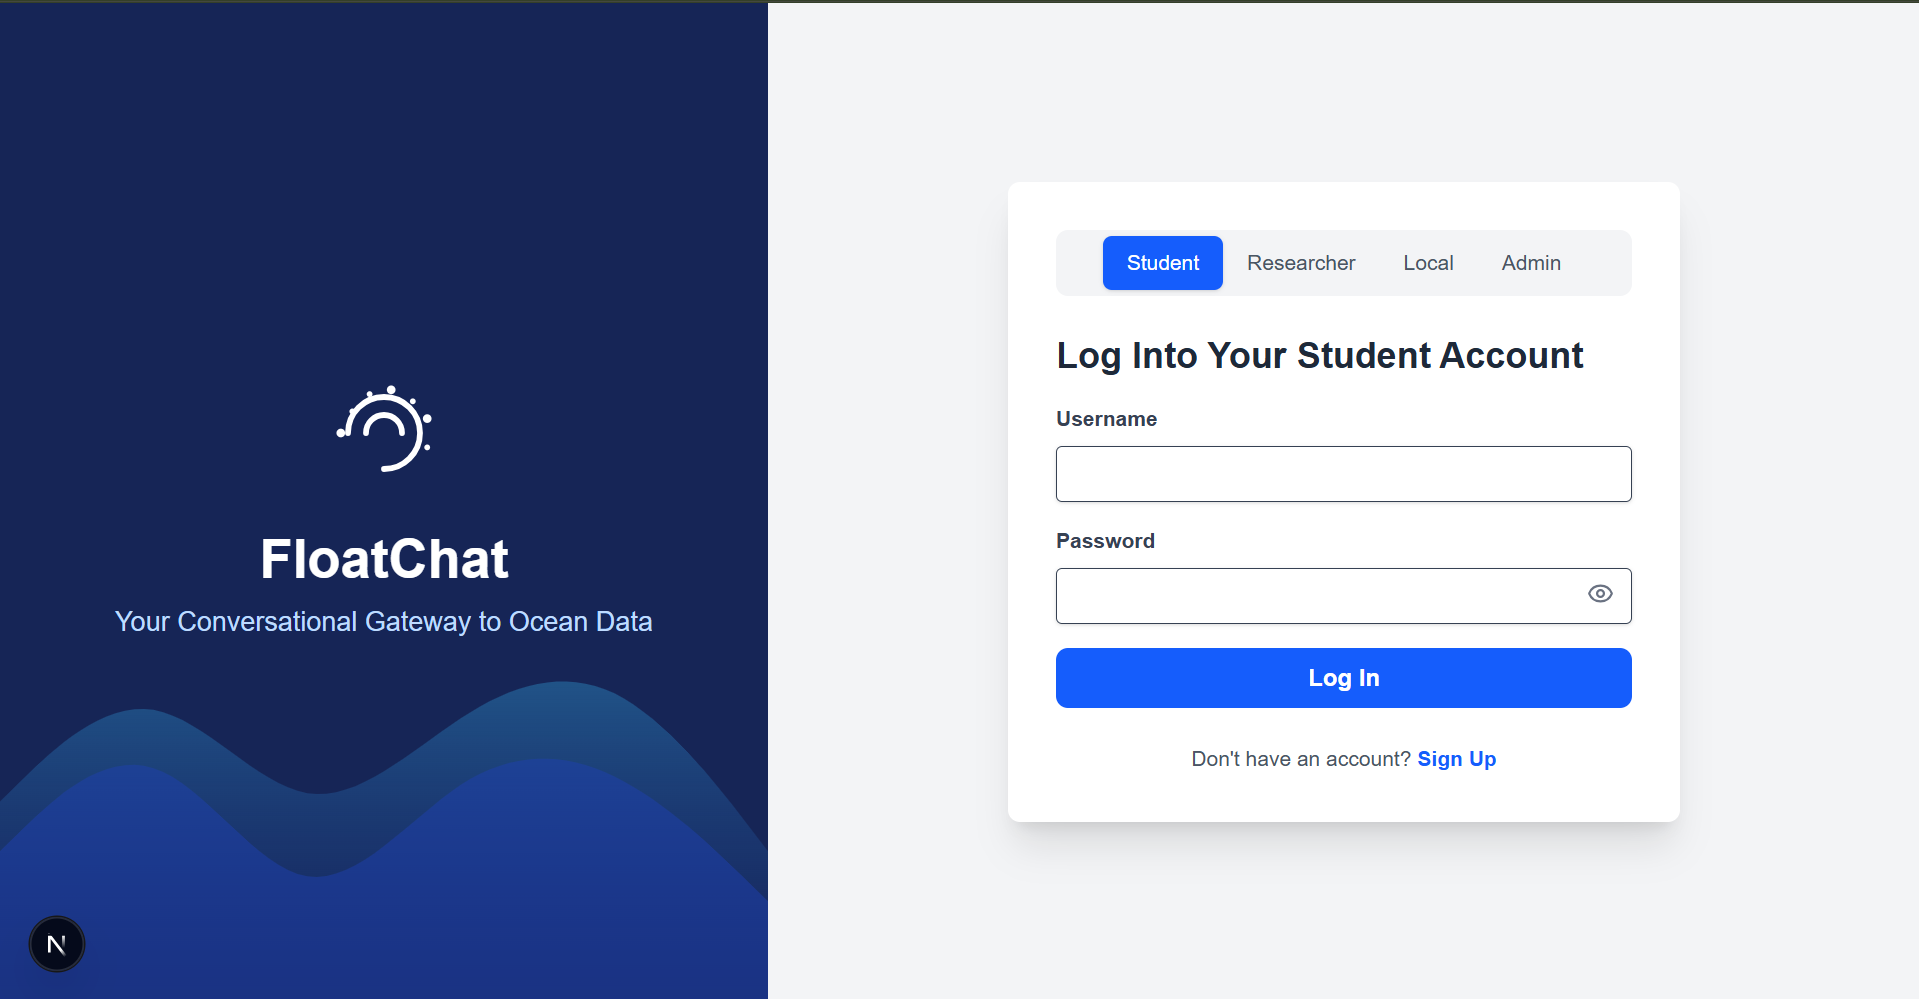 FloatChat
Your Conversational Gateway to Ocean Data
N
Student Researcher Local Admin
Log Into Your Student Account
Username
Password
Log In
Don't have an account? Sign Up